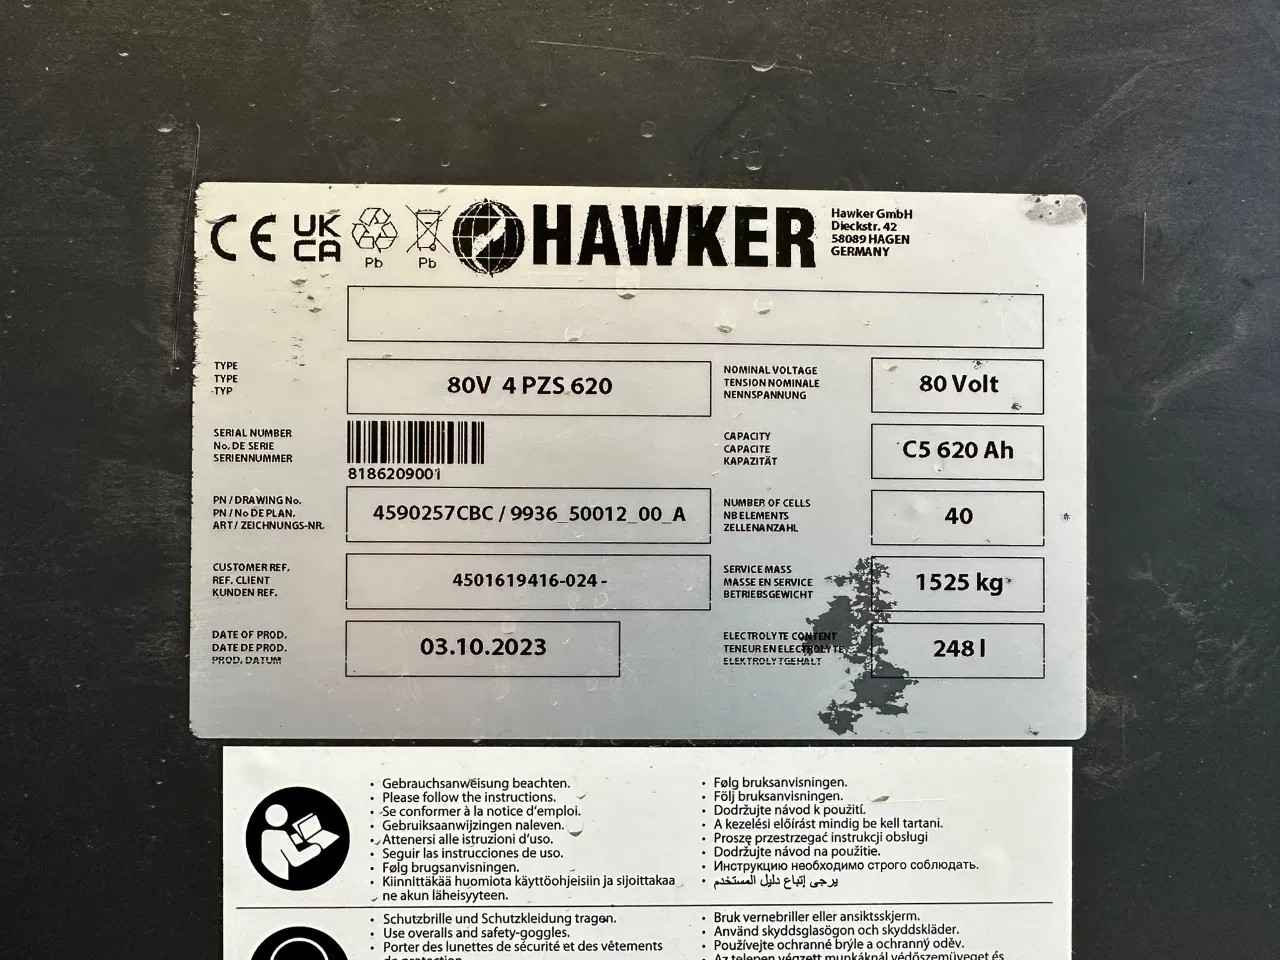 CE UK CA Pb Pb HAWKER
Hawker GmbH
Dieckstr. 42
58089 HAGEN
GERMANY
TYPE
TYPE
TYP
80V 4 PZS 620
NOMINAL VOLTAGE
TENSION NOMINALE
NENNSPANNUNG
80 Volt
SERIAL NUMBER
No. DE SERIE
SERIENNUMMER
8186209001
CAPACITY
CAPACITE
KAPAZITÄT
C5 620 Ah
PN / DRAWING No.
PN / No DE PLAN.
ART / ZEICHNUNGS-NR.
4590257CBC / 9936_50012_00_A
NUMBER OF CELLS
NB ELEMENTS
ZELLENANZAHL
40
CUSTOMER REF.
REF. CLIENT
KUNDEN REF.
4501619416-024 -
SERVICE MASS
MASSE EN SERVICE
BETRIEBSGEWICHT
1525 kg
DATE OF PROD.
DATE DE PROD.
PROD. DATUM
03.10.2023
ELECTROLYTE CONTENT
TENEUR EN ELECTROLYTE
ELEKTROLYTGEHALT
248 l
• Gebrauchsanweisung beachten.
• Please follow the instructions.
• Se conformer à la notice d'emploi.
• Gebruiksaanwijzingen naleven.
• Attenersi alle istruzioni d'uso.
• Seguir las instrucciones de uso.
• Følg brugsanvisningen.
• Kiinnittäkää huomiota käyttöohjeisiin ja sijoittakaa
ne akun läheisyyteen.
• Følg bruksanvisningen.
• Följ bruksanvisningen.
• Dodržujte návod k použití.
• A kezelési előírást mindig be kell tartani.
• Proszę przestrzegać instrukcji obsługi
• Dodržujte návod na použitie.
• Инструкцию необходимо строго соблюдать.
• يرجى إتباع دليل المستخدم
• Schutzbrille und Schutzkleidung tragen.
• Use overalls and safety-goggles.
• Porter des lunettes de sécurité et des vêtements
de protection.
• Bruk vernebriller eller ansiktsskjerm.
• Använd skyddsglasögon och skyddskläder.
• Používejte ochranné brýle a ochranný oděv.
• Az telepen végzett munkáknál védőszemüveget és